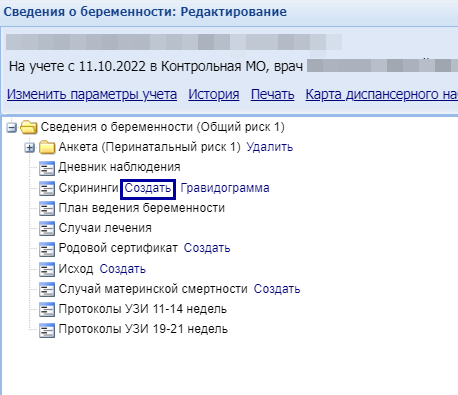 Сведения о беременности: Редактирование
На учете с 11.10.2022 в Контрольная МО, врач
Изменить параметры учета История Печать Карта диспансерного на
Сведения о беременности (Общий риск 1)
Анкета (Перинатальный риск 1) Удалить
Дневник наблюдения
Скрининги Создать Гравидограмма
План ведения беременности
Случаи лечения
Родовой сертификат Создать
Исход Создать
Случай материнской смертности Создать
Протоколы УЗИ 11-14 недель
Протоколы УЗИ 19-21 недель